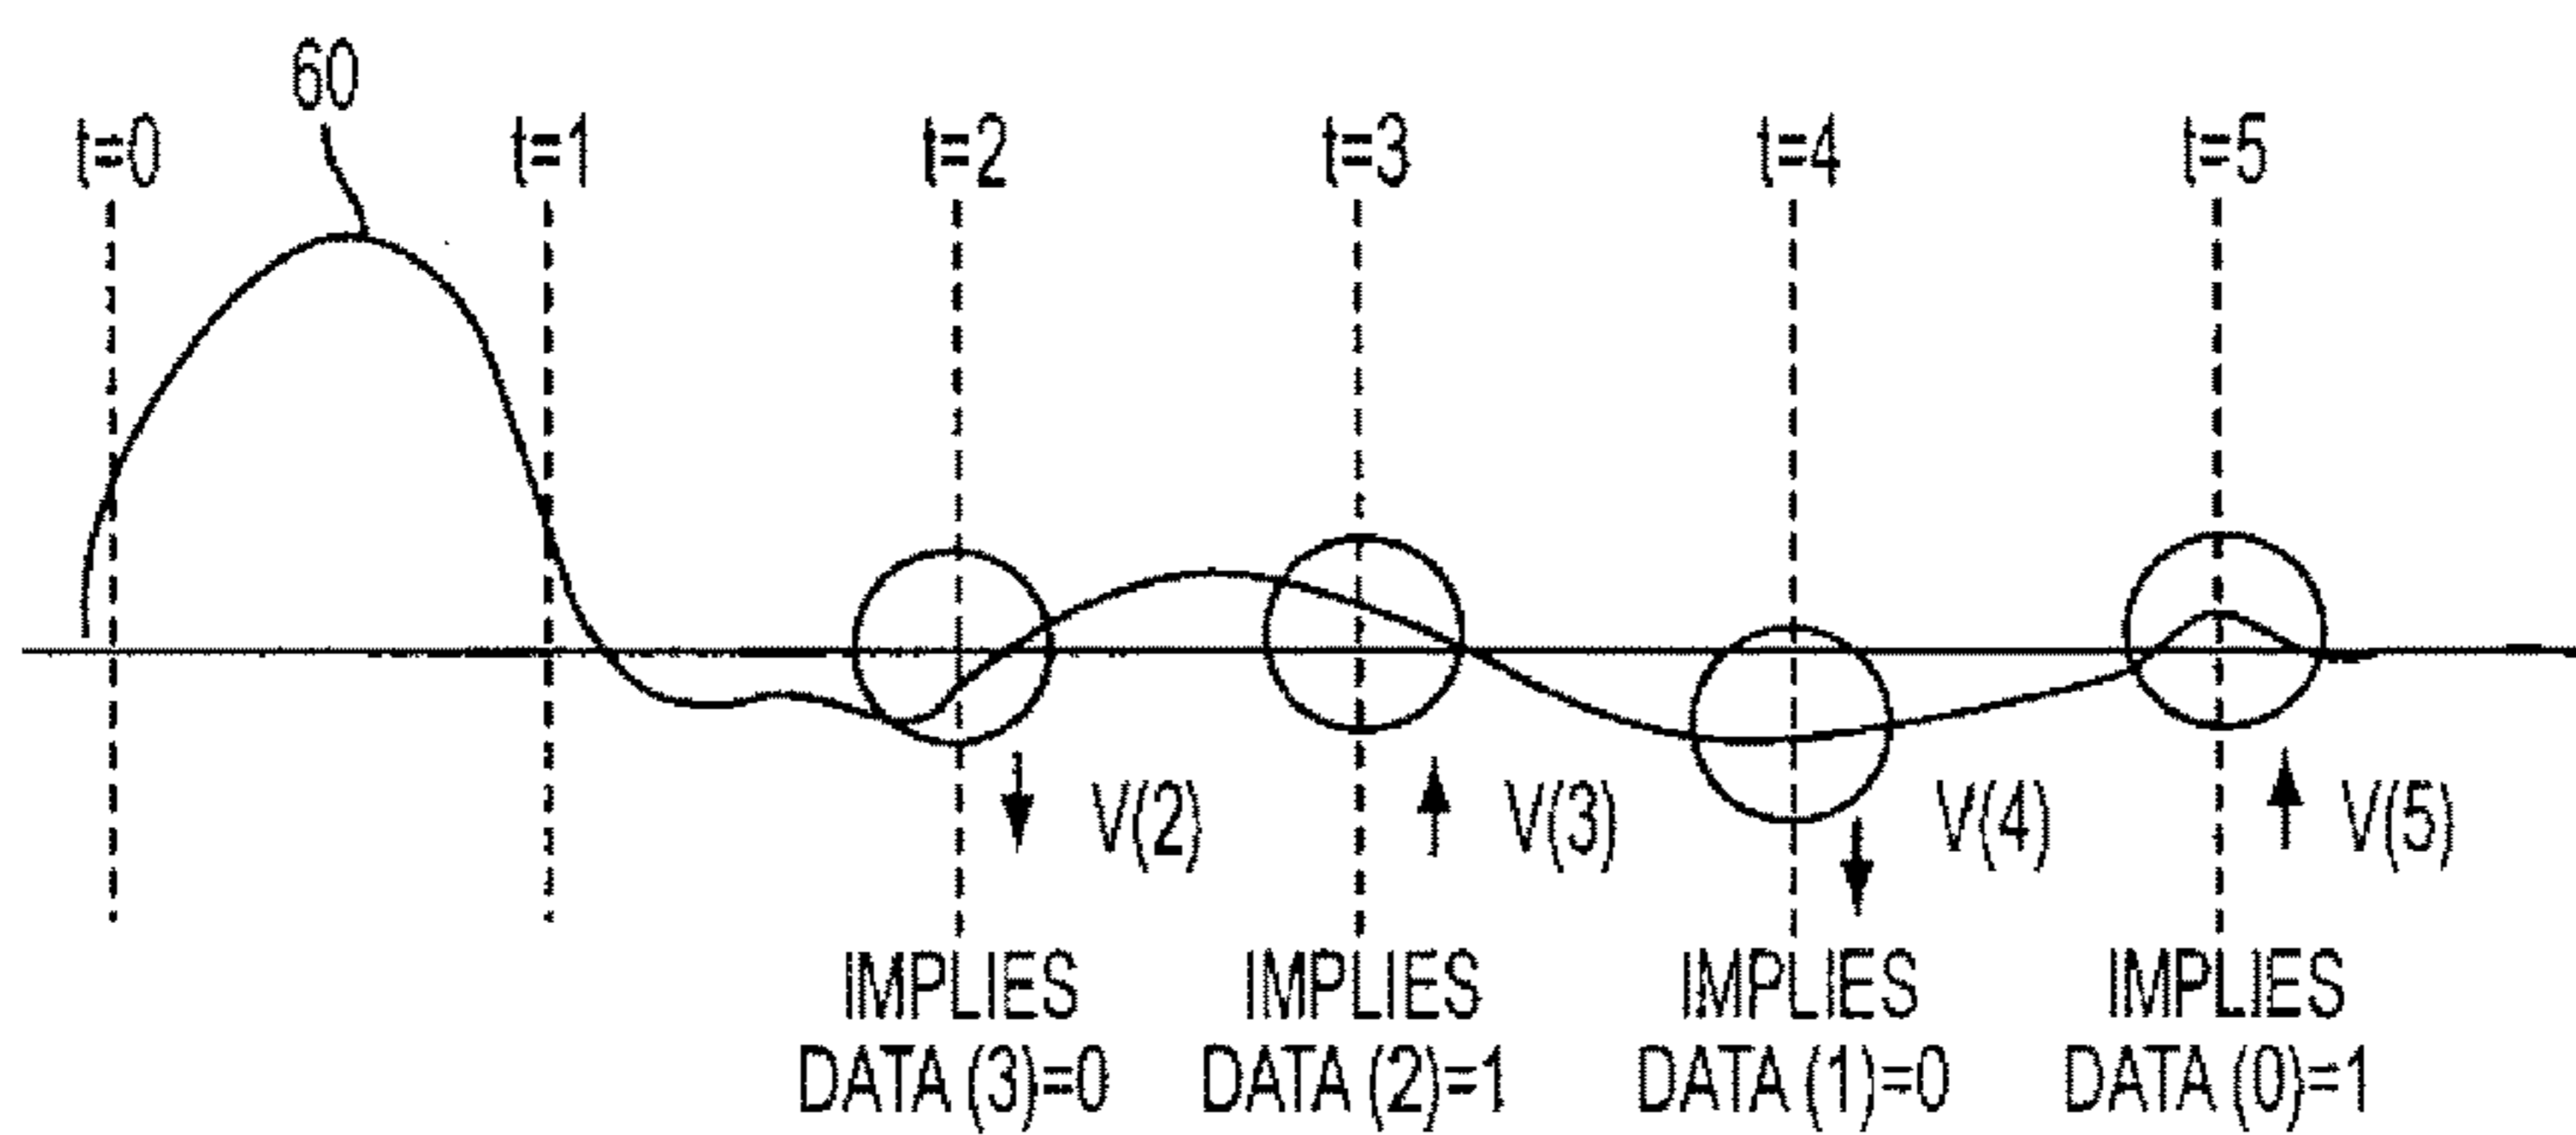 60
t=0 t=1 t=2 t=3 t=4 t=5
V(2) V(3) V(4) V(5)
IMPLIES IMPLIES IMPLIES IMPLIES
DATA (3)=0 DATA (2)=1 DATA (1)=0 DATA (0)=1